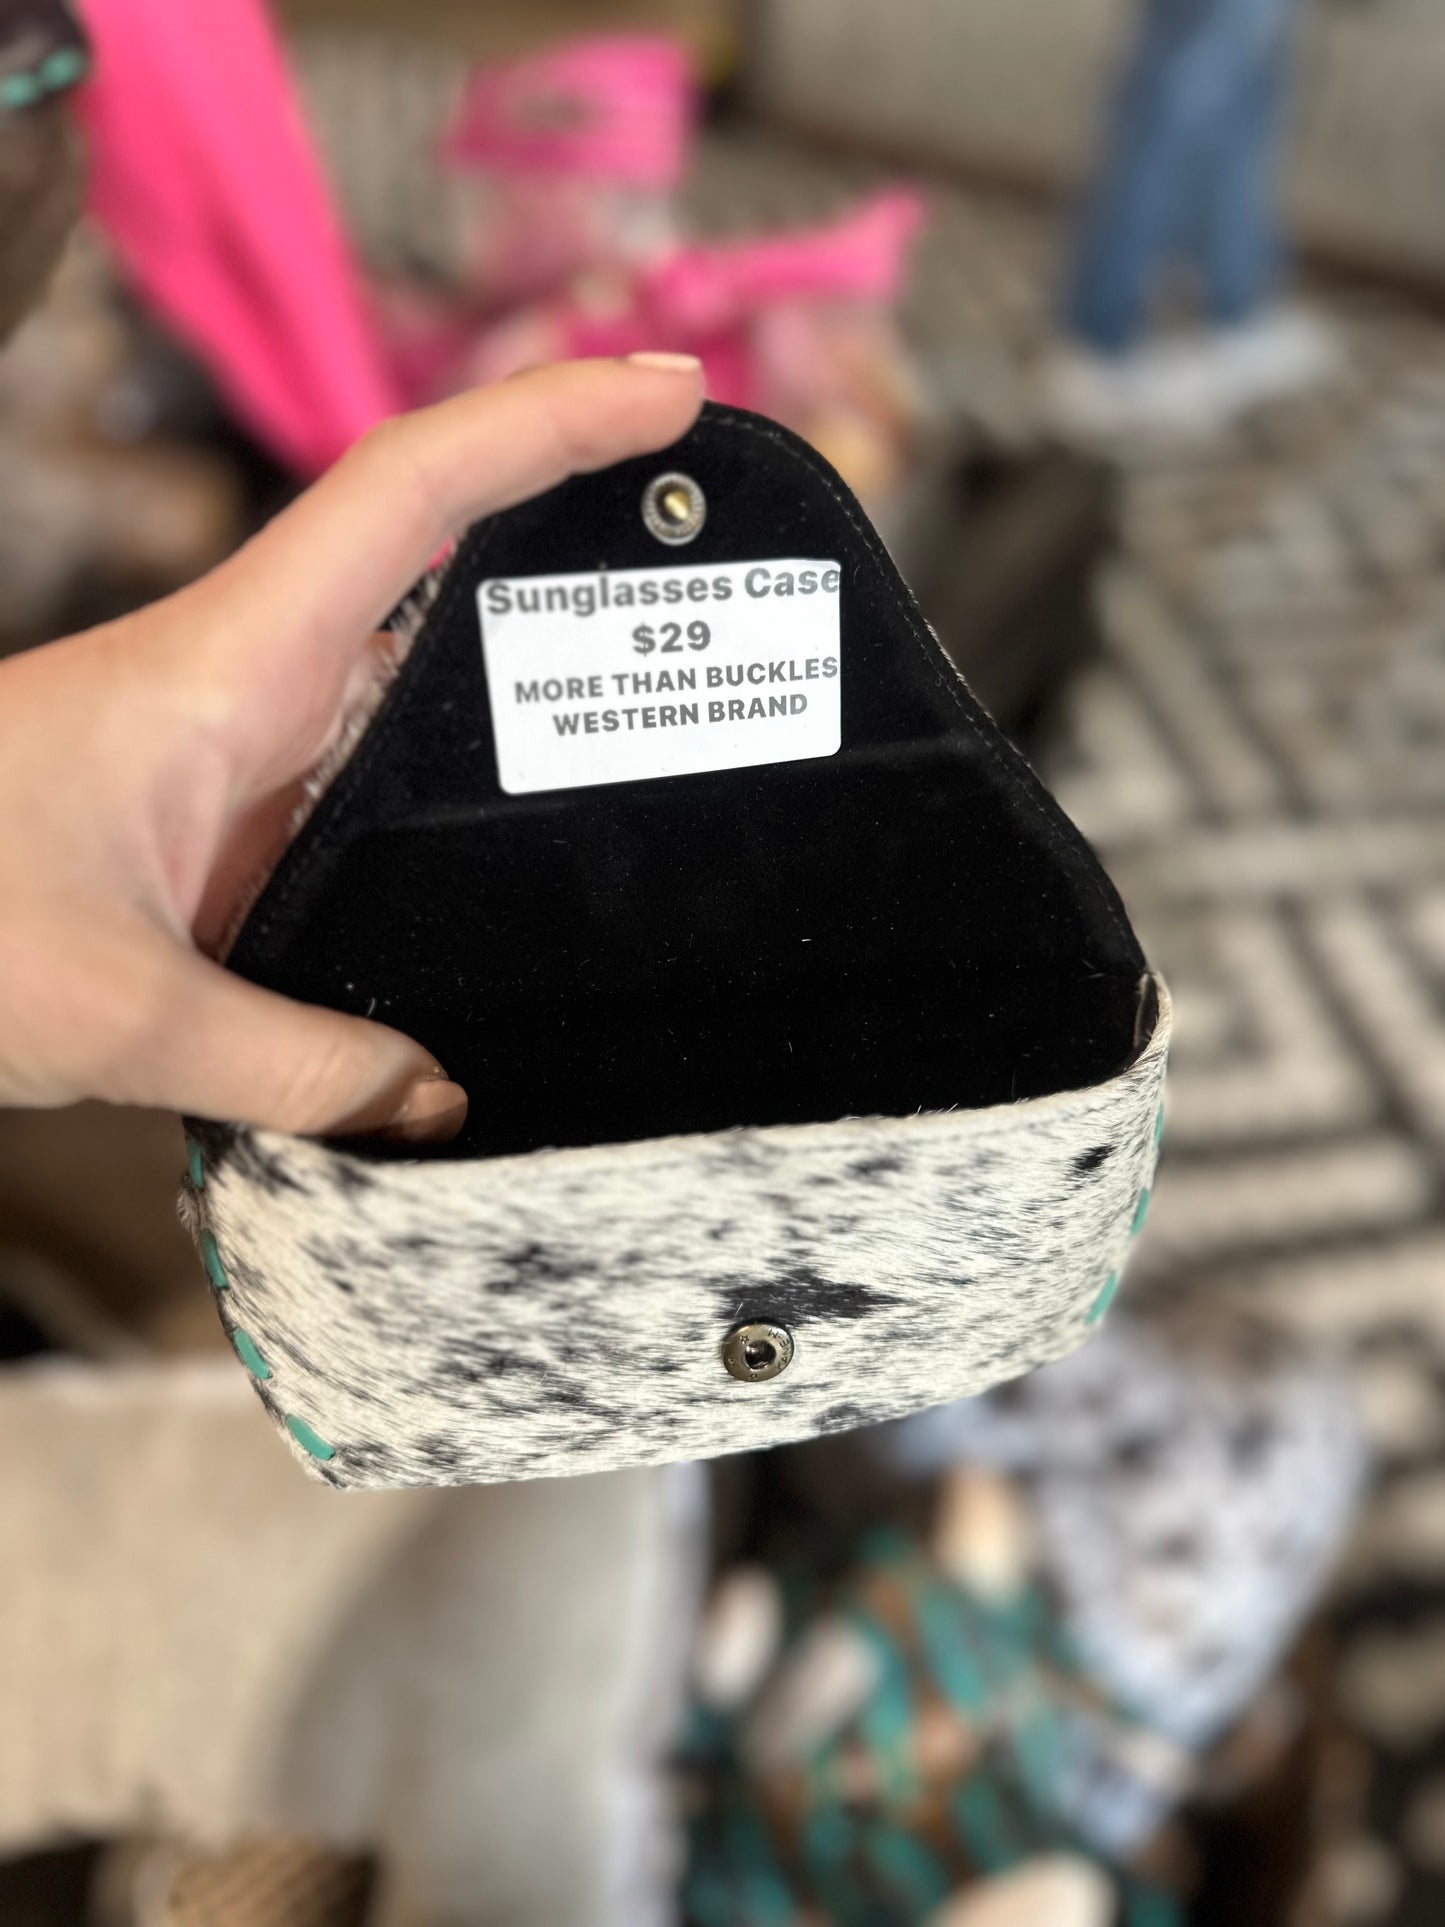 Sunglasses Case
$29
MORE THAN BUCKLES
WESTERN BRAND